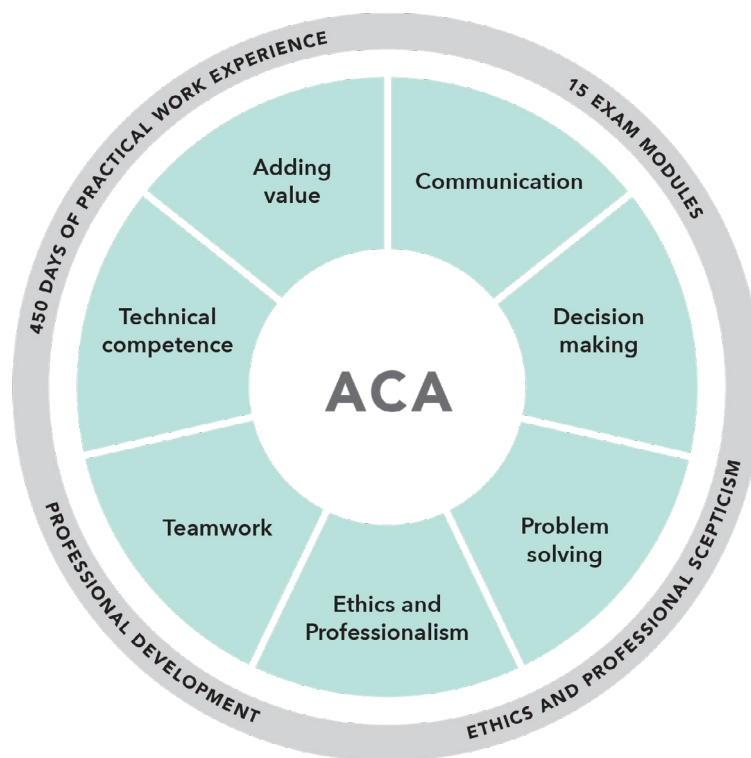 450 DAYS OF PRACTICAL WORK EXPERIENCE
15 EXAM MODULES
Adding
value
Communication
Technical
competence
Decision
making
ACA
Teamwork
Problem
solving
Ethics and
Professionalism
PROFESSIONAL DEVELOPMENT
ETHICS AND PROFESSIONAL SCEPTICISM